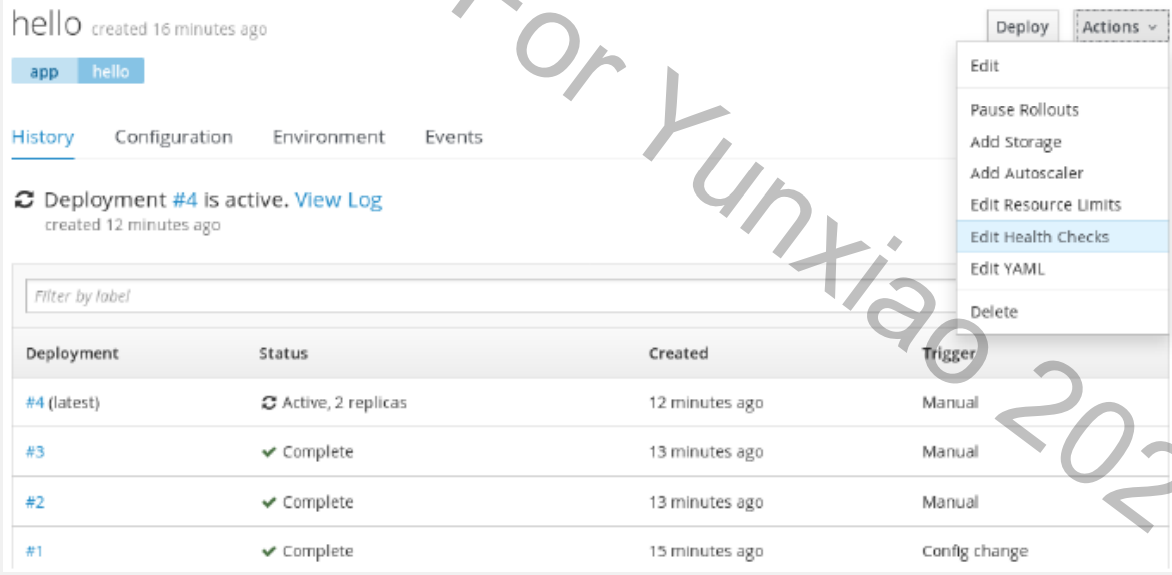 hello created 16 minutes ago
Deploy
Actions
app hello
Edit
Pause Rollouts
Add Storage
Add Autoscaler
Edit Resource Limits
Edit Health Checks
Edit YAML
Delete
History Configuration Environment Events
Deployment #4 is active. View Log
created 12 minutes ago
Filter by label
Deployment Status Created Trigger
#4 (latest) Active, 2 replicas 12 minutes ago Manual
#3 Complete 13 minutes ago Manual
#2 Complete 13 minutes ago Manual
#1 Complete 15 minutes ago Config change
For Yunxiao 202